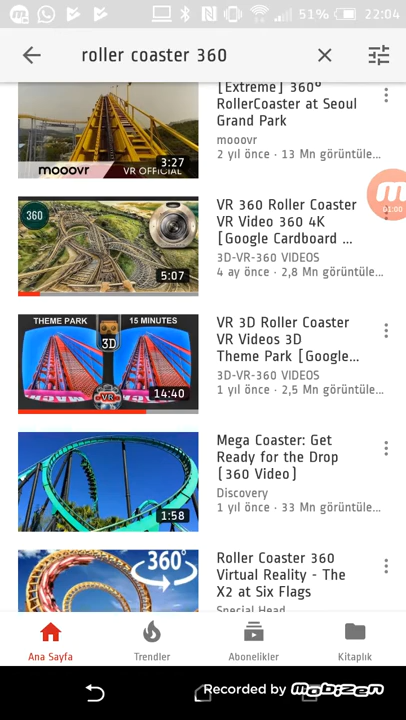 51% 22:04
roller coaster 360
[Extreme] 360°
RollerCoaster at Seoul
Grand Park
mooovr
2 yıl önce · 13 Mn görüntüle...
mooovr
VR OFFICIAL
3:27
01:00
360
5:07
VR 360 Roller Coaster
VR Video 360 4K
[Google Cardboard ...
3D-VR-360 VIDEOS
4 ay önce · 2,8 Mn görüntüle...
THEME PARK
15 MINUTES
3D
VR
14:40
VR 3D Roller Coaster
VR Videos 3D
Theme Park [Google...
3D-VR-360 VIDEOS
1 yıl önce · 2,5 Mn görüntüle...
1:58
Mega Coaster: Get
Ready for the Drop
(360 Video)
Discovery
1 yıl önce · 33 Mn görüntüle...
360°
Roller Coaster 360
Virtual Reality - The
X2 at Six Flags
Special Head
Ana Sayfa
Trendler
Abonelikler
Kitaplık
Recorded by Mobizen